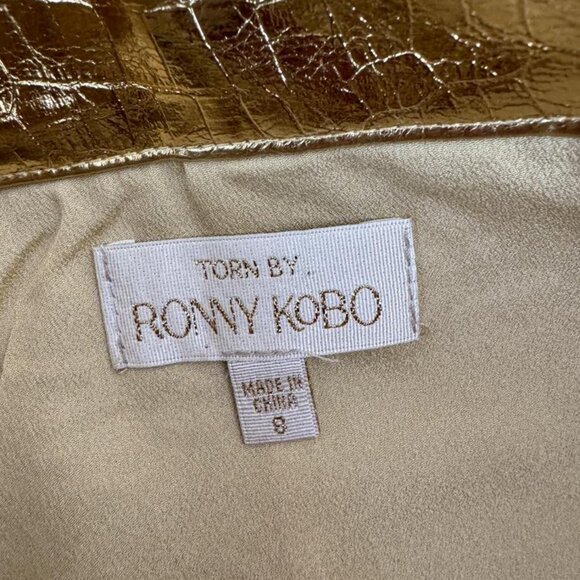 TORN BY
RONNY KOBO
MADE IN
CHINA
8